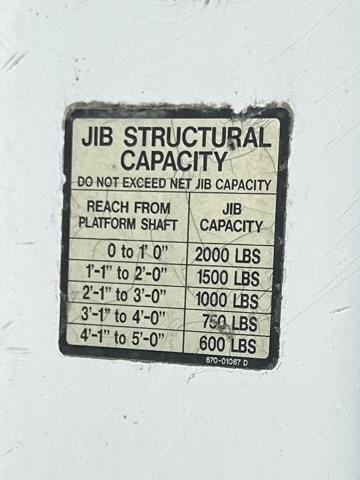 JIB STRUCTURAL
CAPACITY
DO NOT EXCEED NET JIB CAPACITY
REACH FROM PLATFORM SHAFT JIB CAPACITY
0 to 1' 0" 2000 LBS
1'-1" to 2'-0" 1500 LBS
2'-1" to 3'-0" 1000 LBS
3'-1" to 4'-0" 750 LBS
4'-1" to 5'-0" 600 LBS
670-01067 D